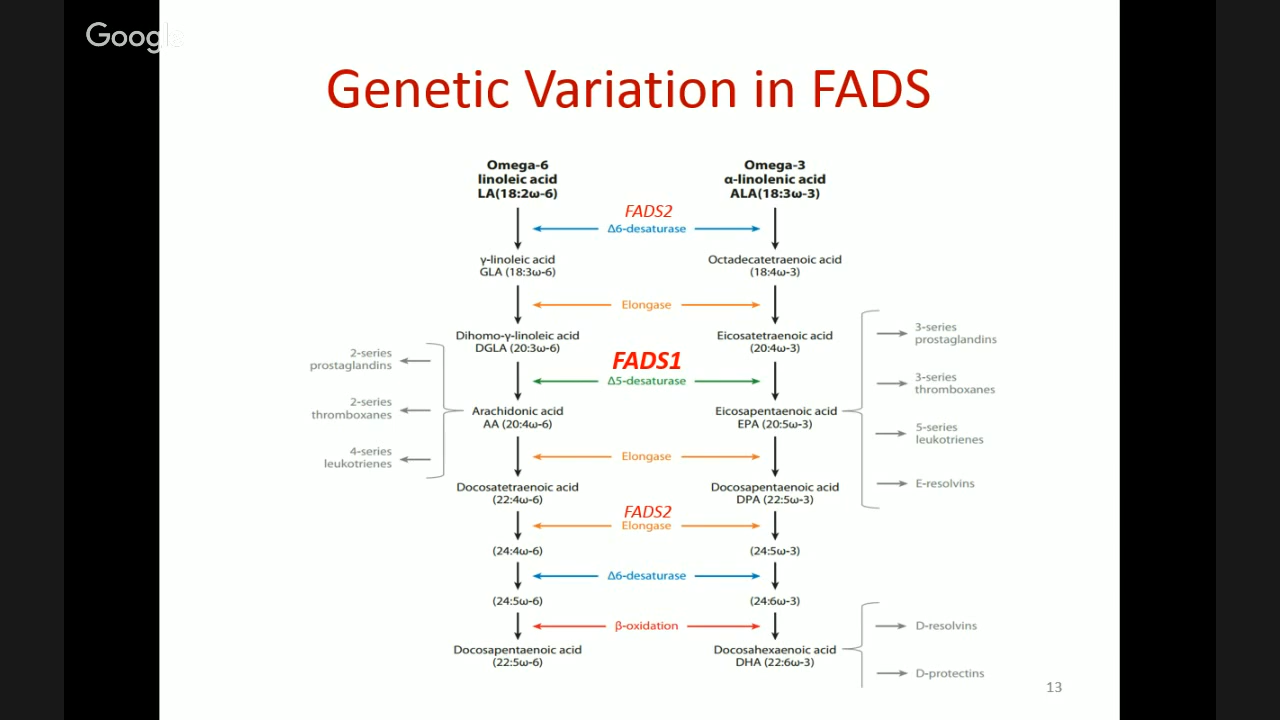 Google
Genetic Variation in FADS
Omega-6
linoleic acid
LA(18:2ω-6)
Omega-3
α-linolenic acid
ALA(18:3ω-3)
FADS2
Δ6-desaturase
γ-linoleic acid
GLA (18:3ω-6)
Octadecatetraenoic acid
(18:4ω-3)
Elongase
Dihomo-γ-linoleic acid
DGLA (20:3ω-6)
Eicosatetraenoic acid
(20:4ω-3)
FADS1
Δ5-desaturase
2-series
prostaglandins
2-series
thromboxanes
4-series
leukotrienes
Arachidonic acid
AA (20:4ω-6)
Eicosapentaenoic acid
EPA (20:5ω-3)
3-series
prostaglandins
3-series
thromboxanes
5-series
leukotrienes
E-resolvins
Elongase
Docosatetraenoic acid
(22:4ω-6)
Docosapentaenoic acid
DPA (22:5ω-3)
FADS2
Elongase
(24:4ω-6)
(24:5ω-3)
Δ6-desaturase
(24:5ω-6)
(24:6ω-3)
β-oxidation
Docosapentaenoic acid
(22:5ω-6)
Docosahexaenoic acid
DHA (22:6ω-3)
D-resolvins
D-protectins
13